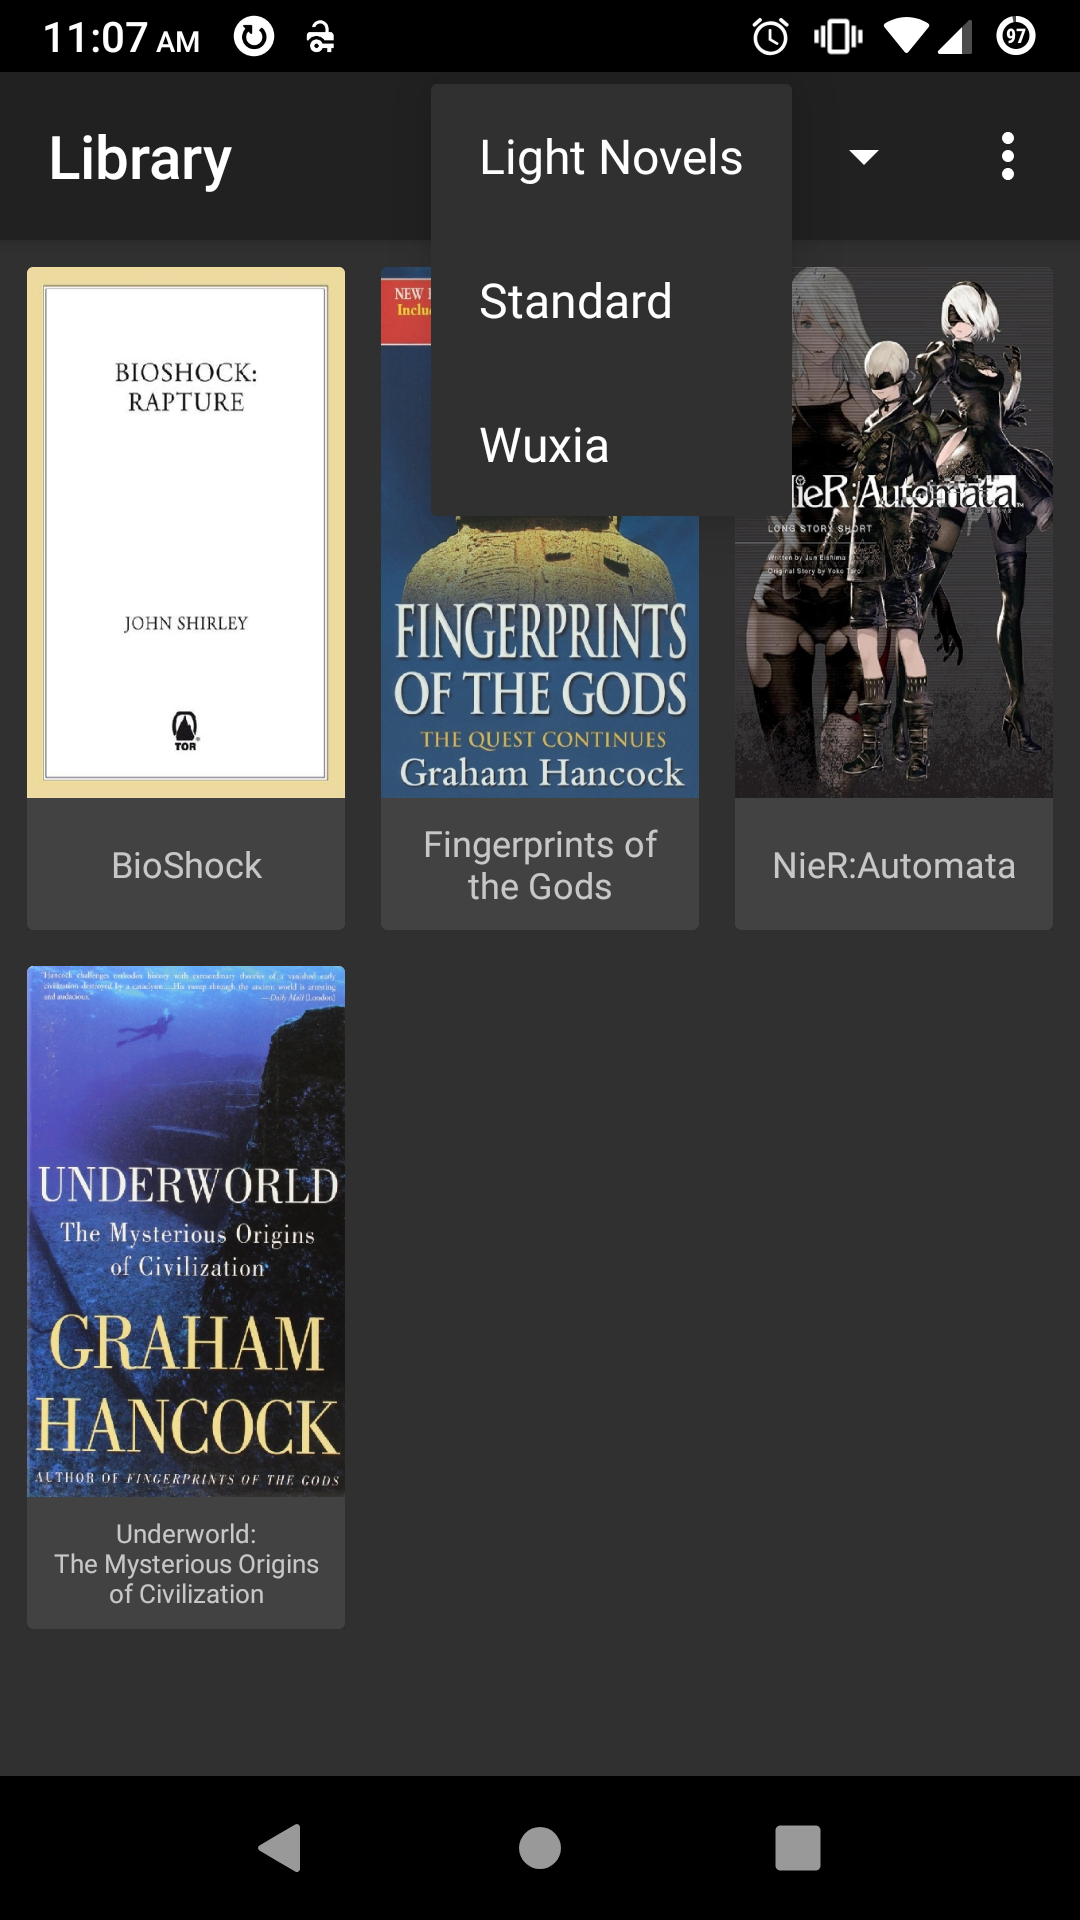 11:07 AM
97
Library
Light Novels
Standard
Wuxia
BIOSHOCK:
RAPTURE
JOHN SHIRLEY
TOR
BioShock
NEW
Inclu
FINGERPRINTS
OF THE GODS
THE QUEST CONTINUES
Graham Hancock
Fingerprints of
the Gods
NieR:Automata
LONG STORY SHORT
Written by Jun Eishima
Original Story by Yoko Taro
NieR:Automata
Hancock challenges orthodox history with extraordinary theories of a vanished early
civilization destroyed by a cataclysm....His sweep through the ancient world is arresting
and audacious.
—Daily Mail (London)
UNDERWORLD
The Mysterious Origins
of Civilization
GRAHAM
HANCOCK
AUTHOR OF FINGERPRINTS OF THE GODS
Underworld:
The Mysterious Origins
of Civilization